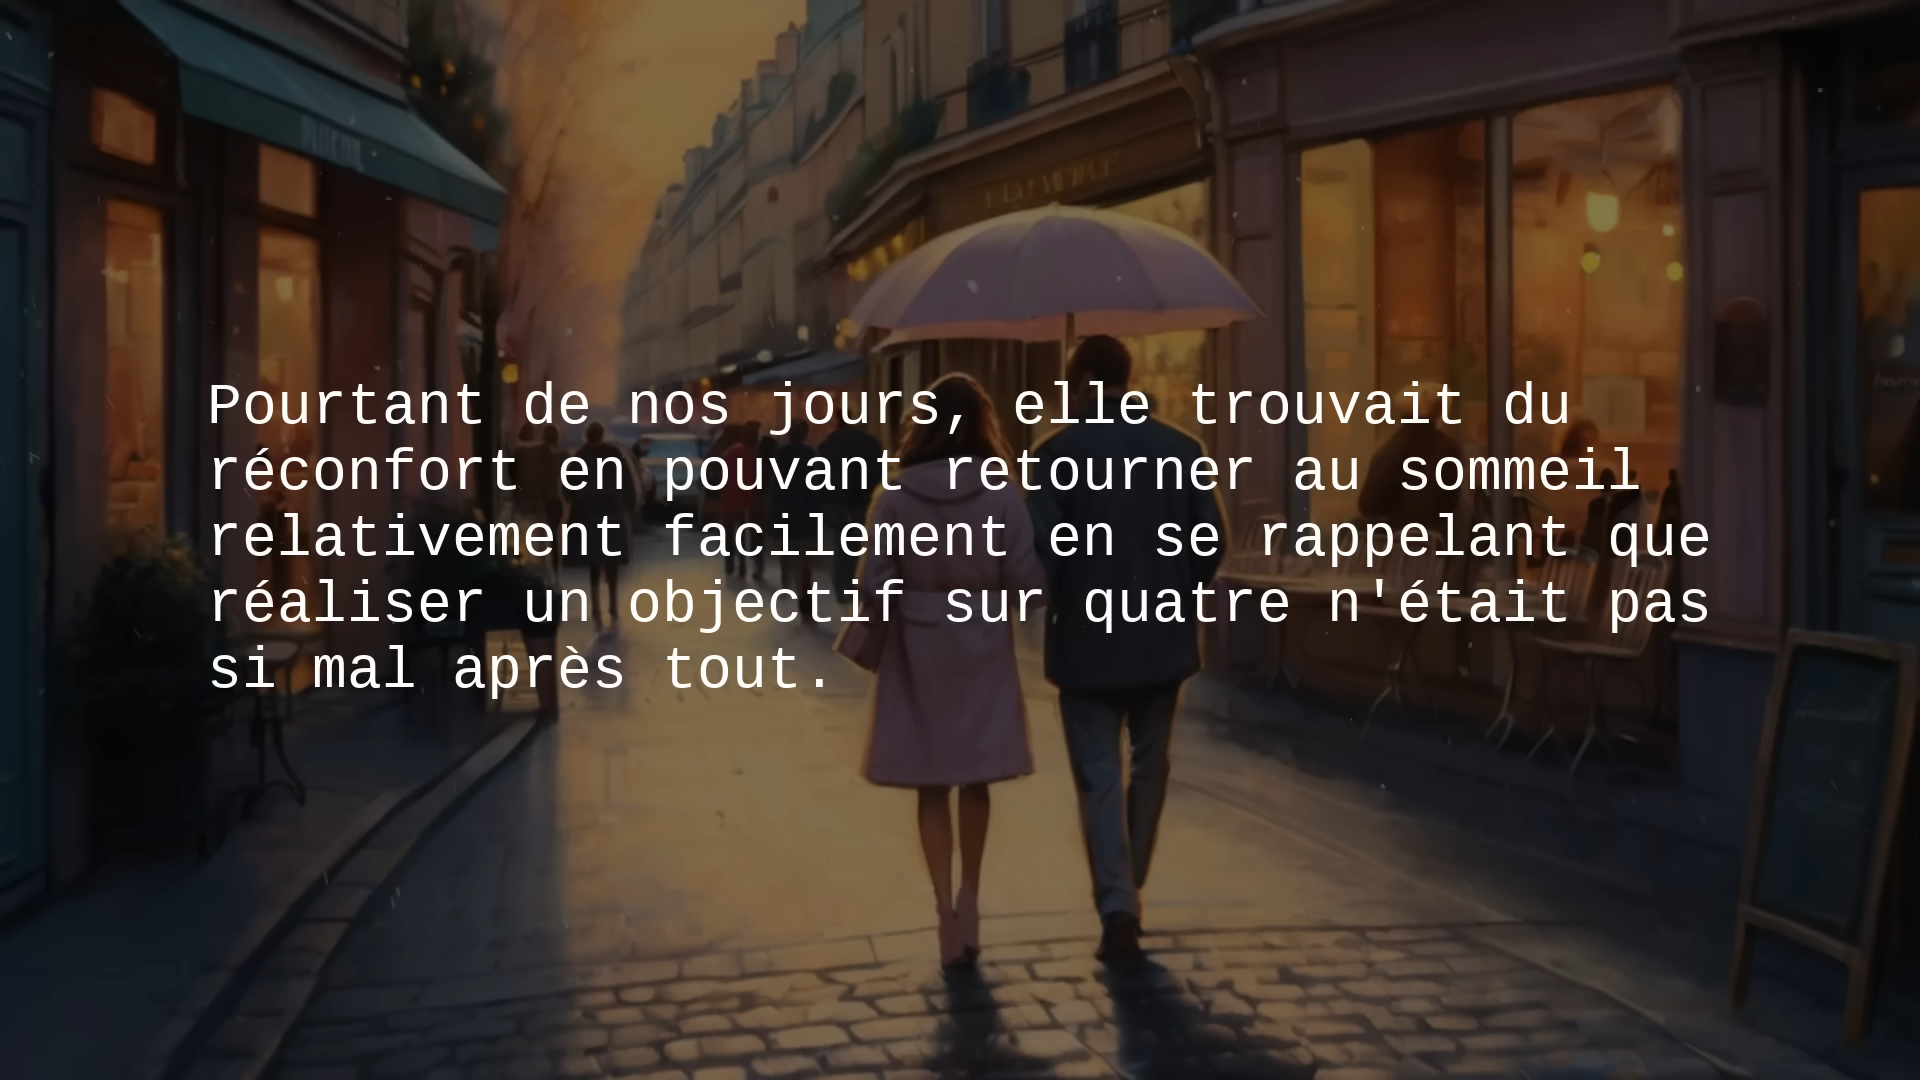 Pourtant de nos jours, elle trouvait du
réconfort en pouvant retourner au sommeil
relativement facilement en se rappelant que
réaliser un objectif sur quatre n'était pas
si mal après tout.